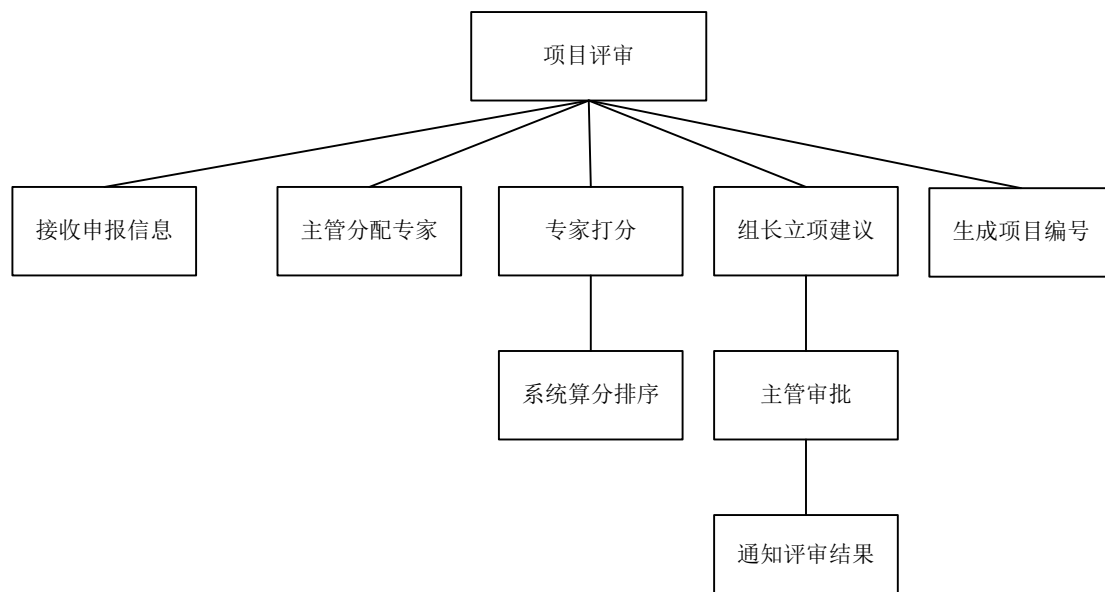 项目评审
接收申报信息
主管分配专家
专家打分
组长立项建议
生成项目编号
系统算分排序
主管审批
通知评审结果